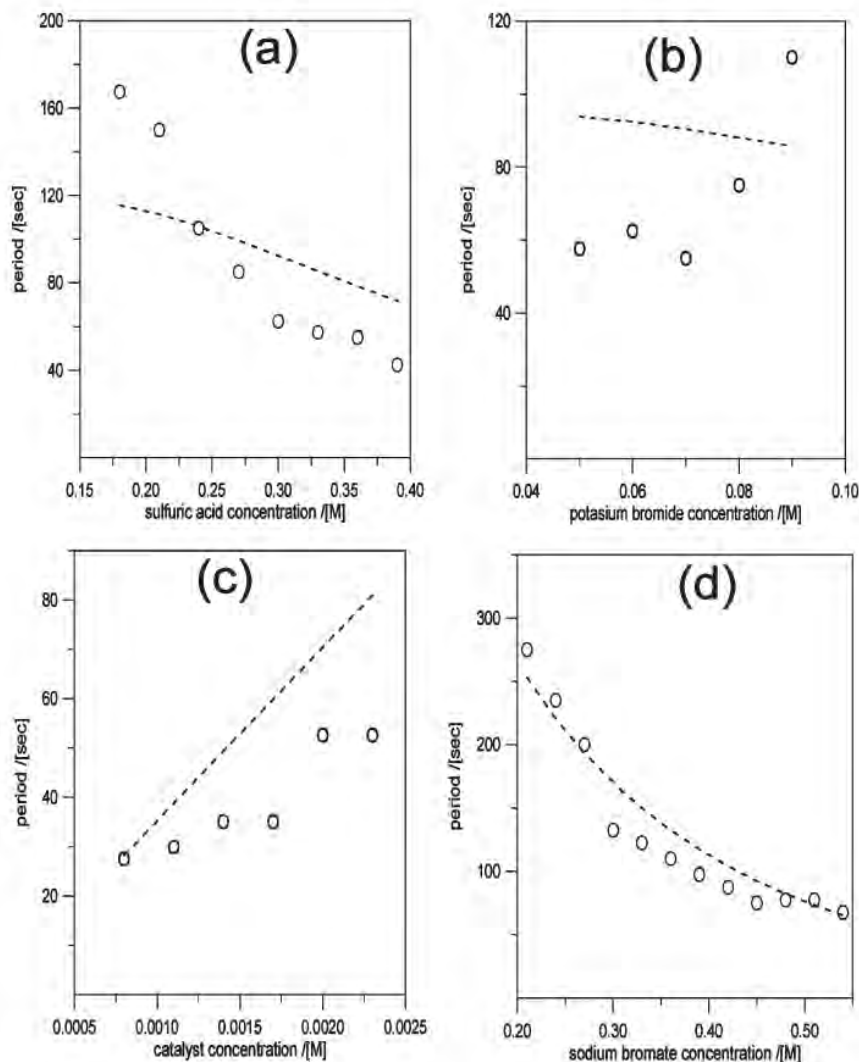 (a)
period /[sec]
200
160
120
80
40
0.15 0.20 0.25 0.30 0.35 0.40
sulfuric acid concentration /[M]
(b)
period /[sec]
120
80
40
0.04 0.06 0.08 0.10
potasium bromide concentration /[M]
(c)
period /[sec]
80
60
40
20
0.0005 0.0010 0.0015 0.0020 0.0025
catalyst concentration /[M]
(d)
period /[sec]
300
200
100
0.20 0.30 0.40 0.50
sodium bromate concentration /[M]